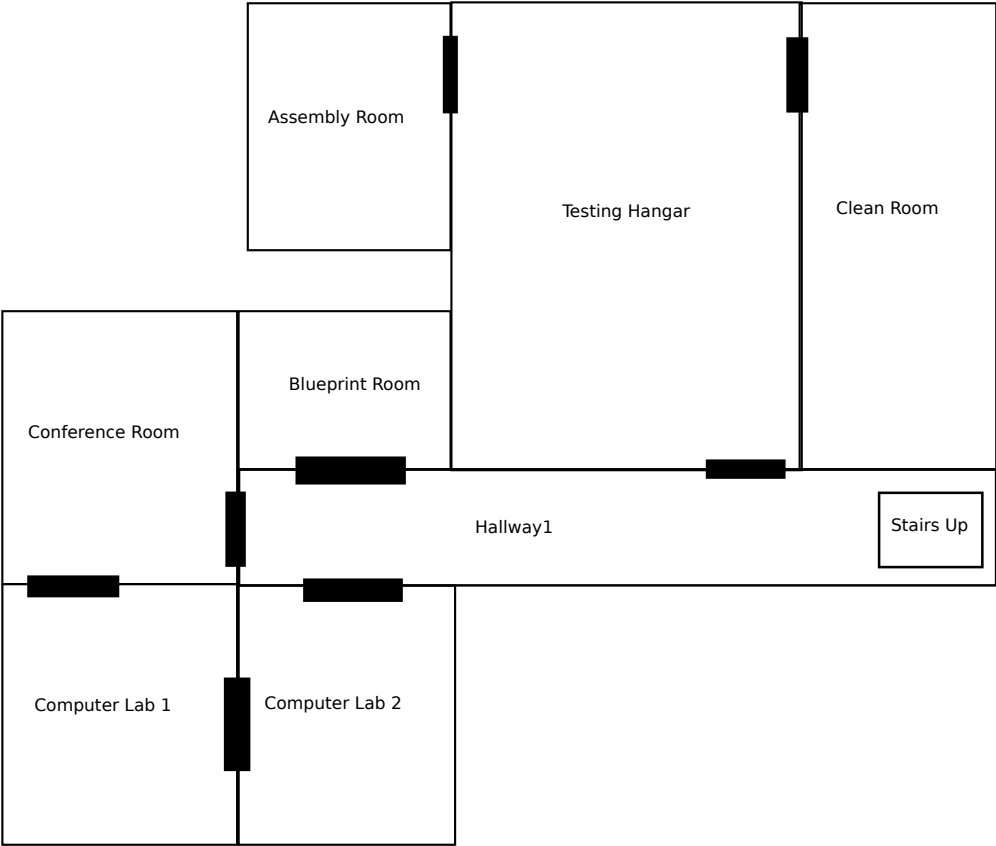 Assembly Room
Testing Hangar
Clean Room
Blueprint Room
Conference Room
Hallway1
Stairs Up
Computer Lab 1
Computer Lab 2